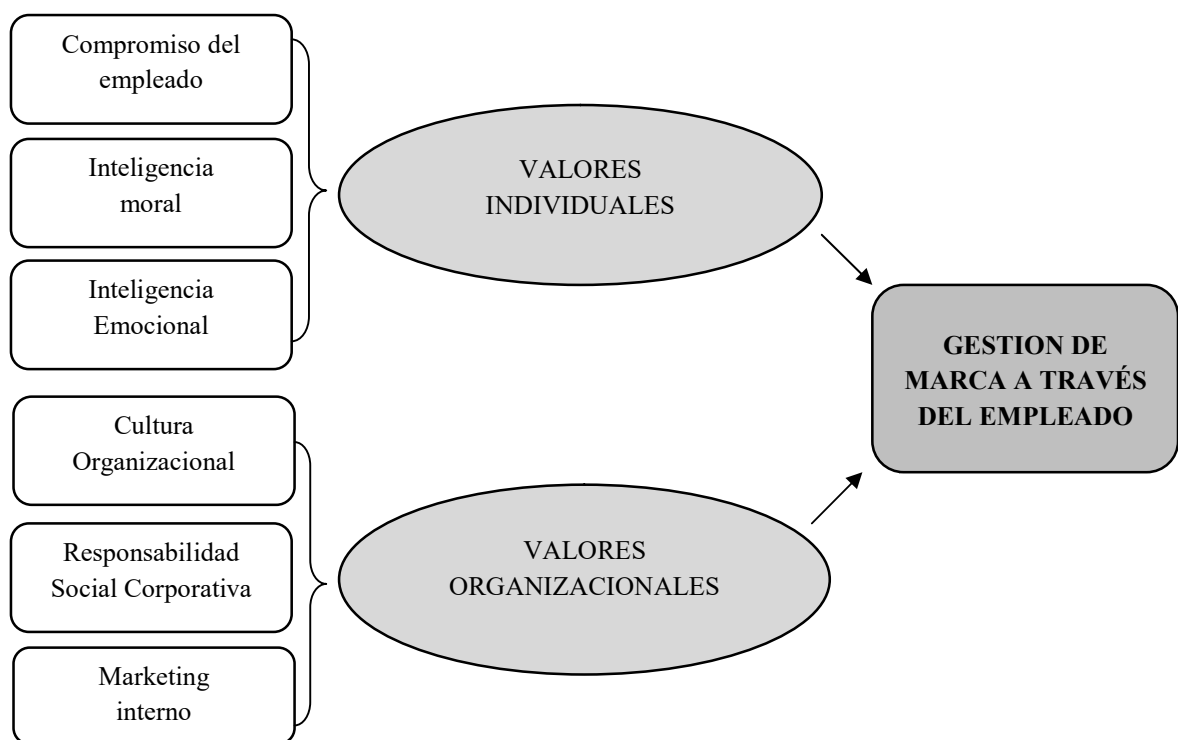 Compromiso del
empleado
Inteligencia
moral
Inteligencia
Emocional
VALORES
INDIVIDUALES
Cultura
Organizacional
Responsabilidad
Social Corporativa
Marketing
interno
VALORES
ORGANIZACIONALES
GESTION DE
MARCA A TRAVÉS
DEL EMPLEADO